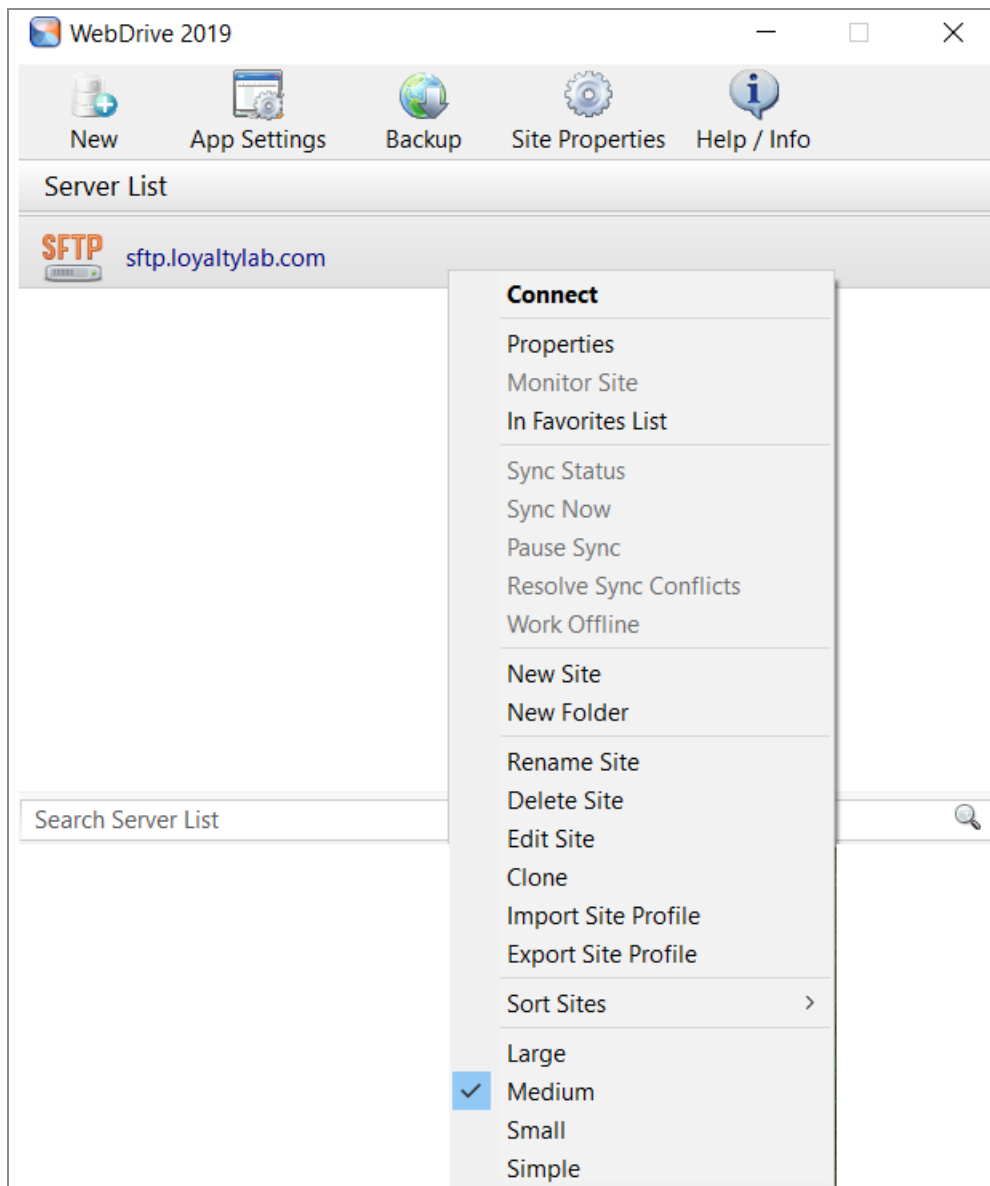 WebDrive 2019
New App Settings Backup Site Properties Help / Info
Server List
SFTP sftp.loyaltylab.com
Connect
Properties
Monitor Site
In Favorites List
Sync Status
Sync Now
Pause Sync
Resolve Sync Conflicts
Work Offline
New Site
New Folder
Rename Site
Delete Site
Search Server List
Edit Site
Clone
Import Site Profile
Export Site Profile
Sort Sites
Large
Medium
Small
Simple